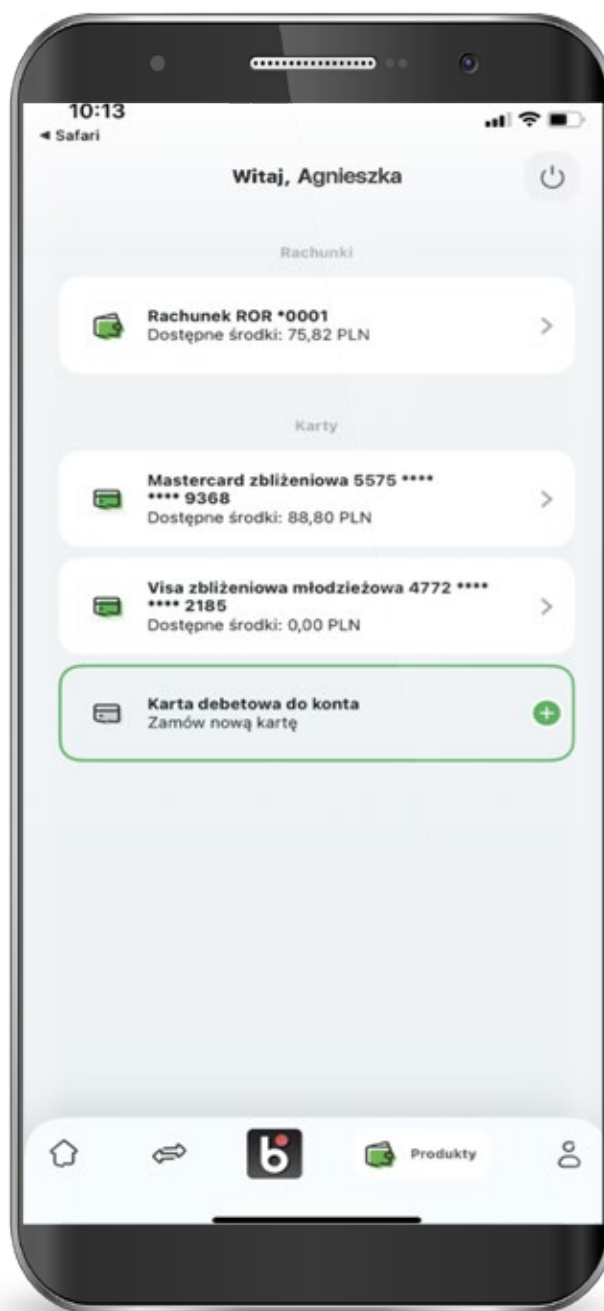 10:13
◄ Safari
Witaj, Agnieszka
Rachunki
Rachunek ROR *0001
Dostępne środki: 75,82 PLN
Karty
Mastercard zbliżeniowa 5575 ****
**** 9368
Dostępne środki: 88,80 PLN
Visa zbliżeniowa młodzieżowa 4772 ****
**** 2185
Dostępne środki: 0,00 PLN
Karta debetowa do konta
Zamów nową kartę
b
Produkty